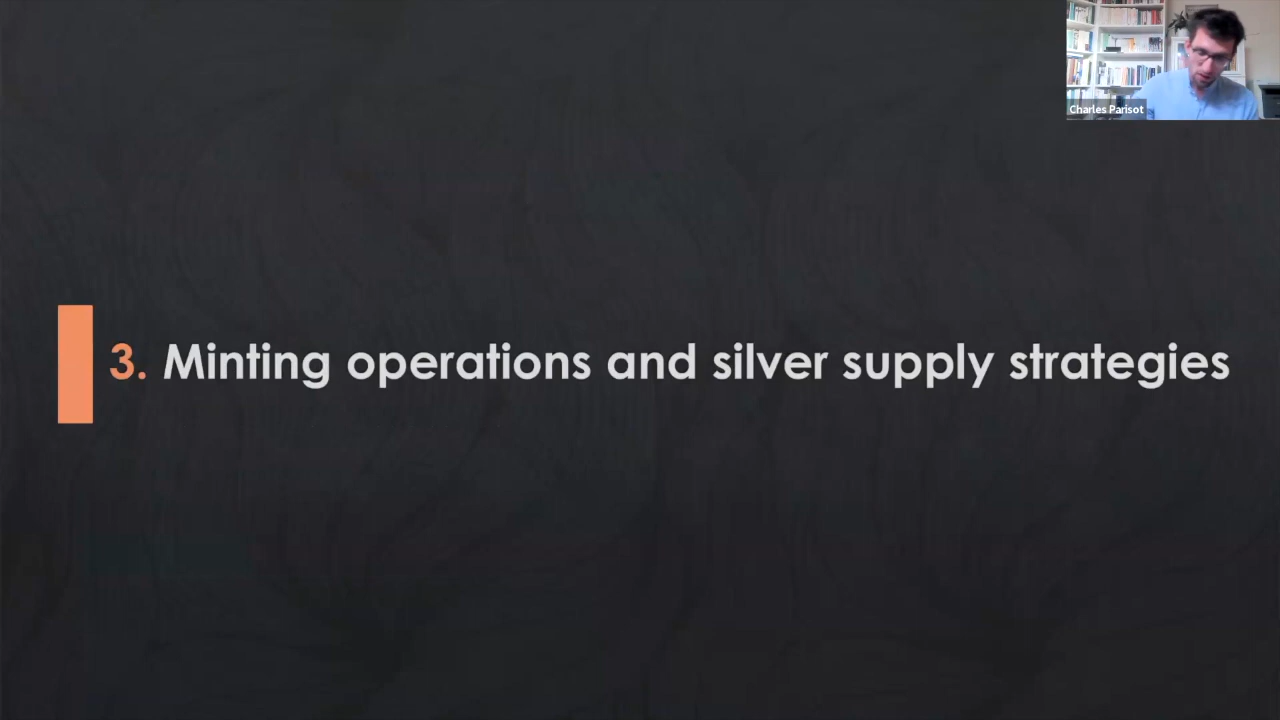 Charles Parisot
3. Minting operations and silver supply strategies